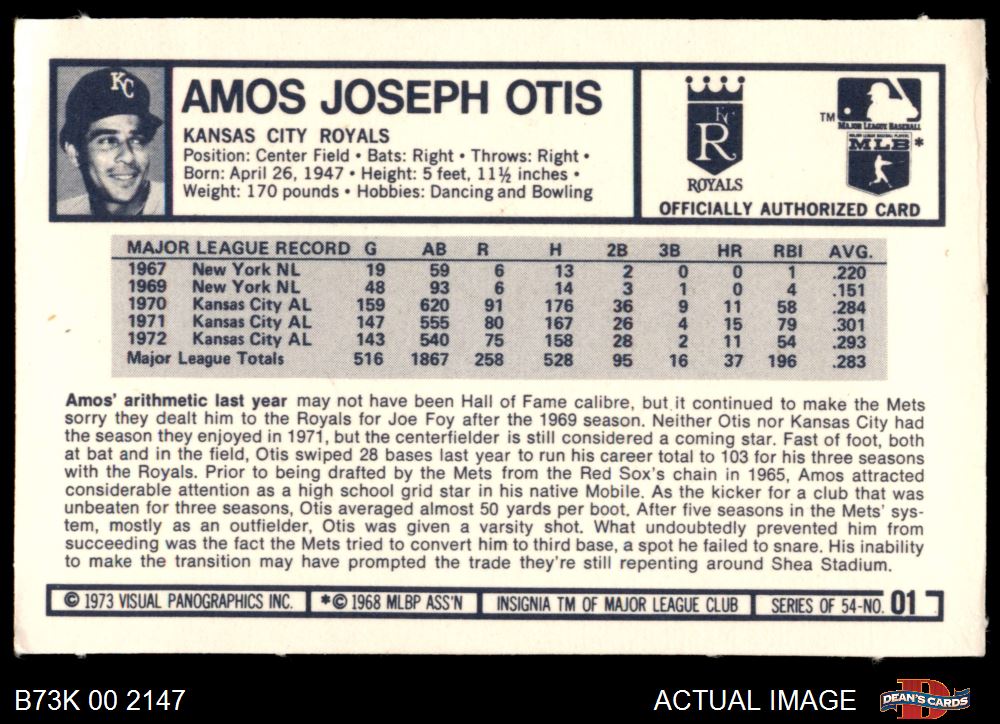 KC
AMOS JOSEPH OTIS
KANSAS CITY ROYALS
Position: Center Field • Bats: Right • Throws: Right •
Born: April 26, 1947 • Height: 5 feet, 11½ inches •
Weight: 170 pounds • Hobbies: Dancing and Bowling
KC
R
ROYALS
TM
MAJOR LEAGUE BASEBALL
MAJOR LEAGUE BASEBALL PLAYERS
MLB *
OFFICIALLY AUTHORIZED CARD
MAJOR LEAGUE RECORD G AB R H 2B 3B HR RBI AVG.
1967 New York NL 19 59 6 13 2 0 0 1 .220
1969 New York NL 48 93 6 14 3 1 0 4 .151
1970 Kansas City AL 159 620 91 176 36 9 11 58 .284
1971 Kansas City AL 147 555 80 167 26 4 15 79 .301
1972 Kansas City AL 143 540 75 158 28 2 11 54 .293
Major League Totals 516 1867 258 528 95 16 37 196 .283
Amos' arithmetic last year may not have been Hall of Fame calibre, but it continued to make the Mets
sorry they dealt him to the Royals for Joe Foy after the 1969 season. Neither Otis nor Kansas City had
the season they enjoyed in 1971, but the centerfielder is still considered a coming star. Fast of foot, both
at bat and in the field, Otis swiped 28 bases last year to run his career total to 103 for his three seasons
with the Royals. Prior to being drafted by the Mets from the Red Sox's chain in 1965, Amos attracted
considerable attention as a high school grid star in his native Mobile. As the kicker for a club that was
unbeaten for three seasons, Otis averaged almost 50 yards per boot. After five seasons in the Mets' sys-
tem, mostly as an outfielder, Otis was given a varsity shot. What undoubtedly prevented him from
succeeding was the fact the Mets tried to convert him to third base, a spot he failed to snare. His inability
to make the transition may have prompted the trade they're still repenting around Shea Stadium.
© 1973 VISUAL PANOGRAPHICS INC. *© 1968 MLBP ASS'N INSIGNIA TM OF MAJOR LEAGUE CLUB SERIES OF 54-NO. 01
B73K 00 2147 ACTUAL IMAGE DEAN'S CARDS